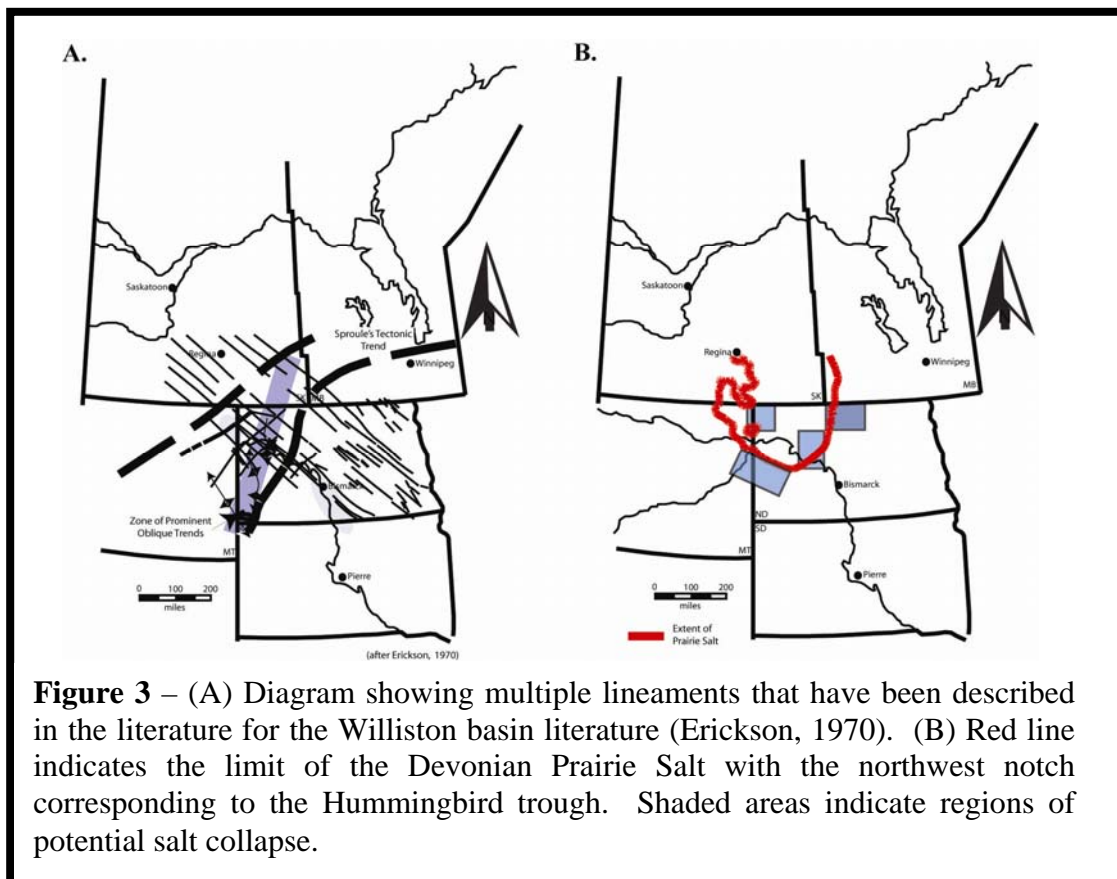 A.
Saskatoon
Regina
Sproule's Tectonic
Trend
Winnipeg
SK
MB
Bismarck
Zone of Prominent
Oblique Trends
MT
0 100 200
miles
Pierre
(after Erickson, 1970)
B.
Saskatoon
Regina
Winnipeg
MB
SK
Bismarck
ND
SD
MT
0 100 200
miles
Pierre
Extent of
Prairie Salt
Figure 3 – (A) Diagram showing multiple lineaments that have been described
in the literature for the Williston basin literature (Erickson, 1970). (B) Red line
indicates the limit of the Devonian Prairie Salt with the northwest notch
corresponding to the Hummingbird trough. Shaded areas indicate regions of
potential salt collapse.